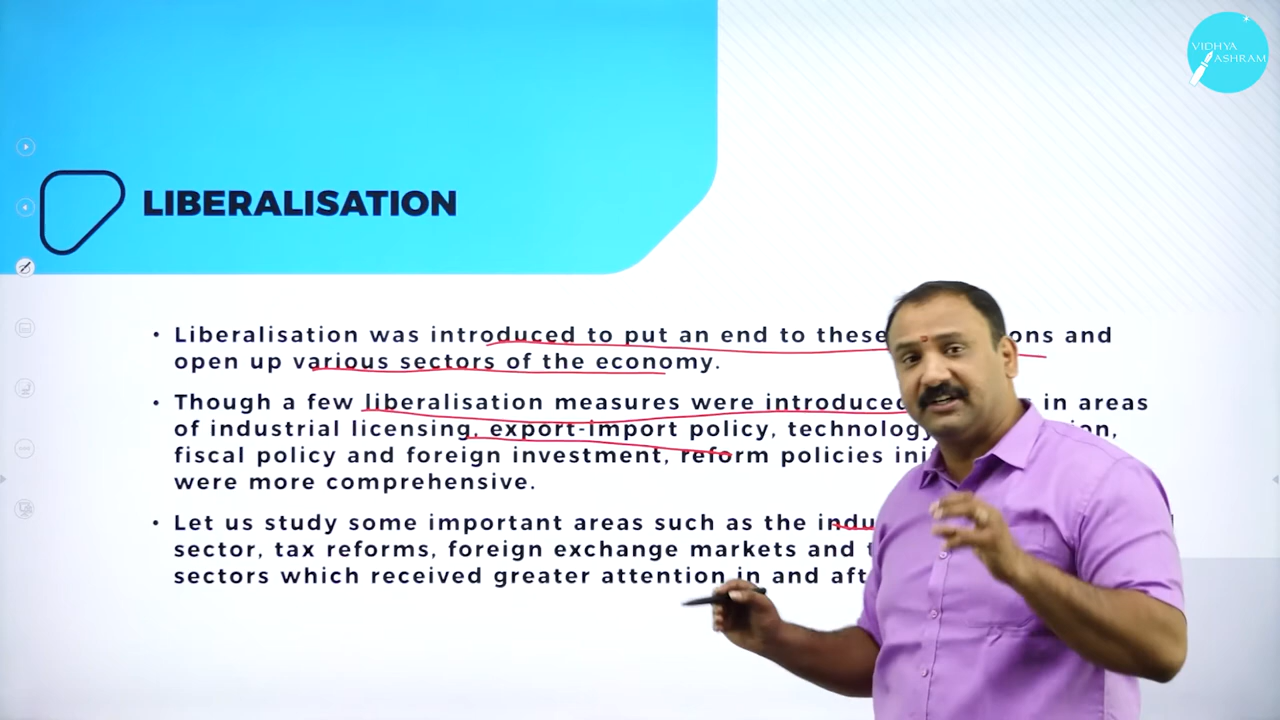 VIDHYA
ASHRAM
LIBERALISATION
• Liberalisation was introduced to put an end to these and
open up various sectors of the economy.
• Though a few liberalisation measures were introduced in areas
of industrial licensing, export-import policy, technology
fiscal policy and foreign investment, reform policies
were more comprehensive.
• Let us study some important areas such as the
sector, tax reforms, foreign exchange markets and
sectors which received greater attention in and